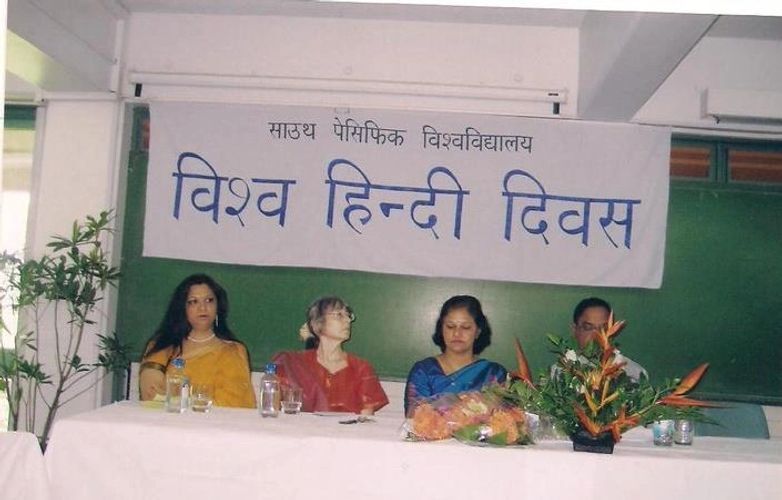 साउथ पेसिफिक विश्वविद्यालय
विश्व हिन्दी दिवस